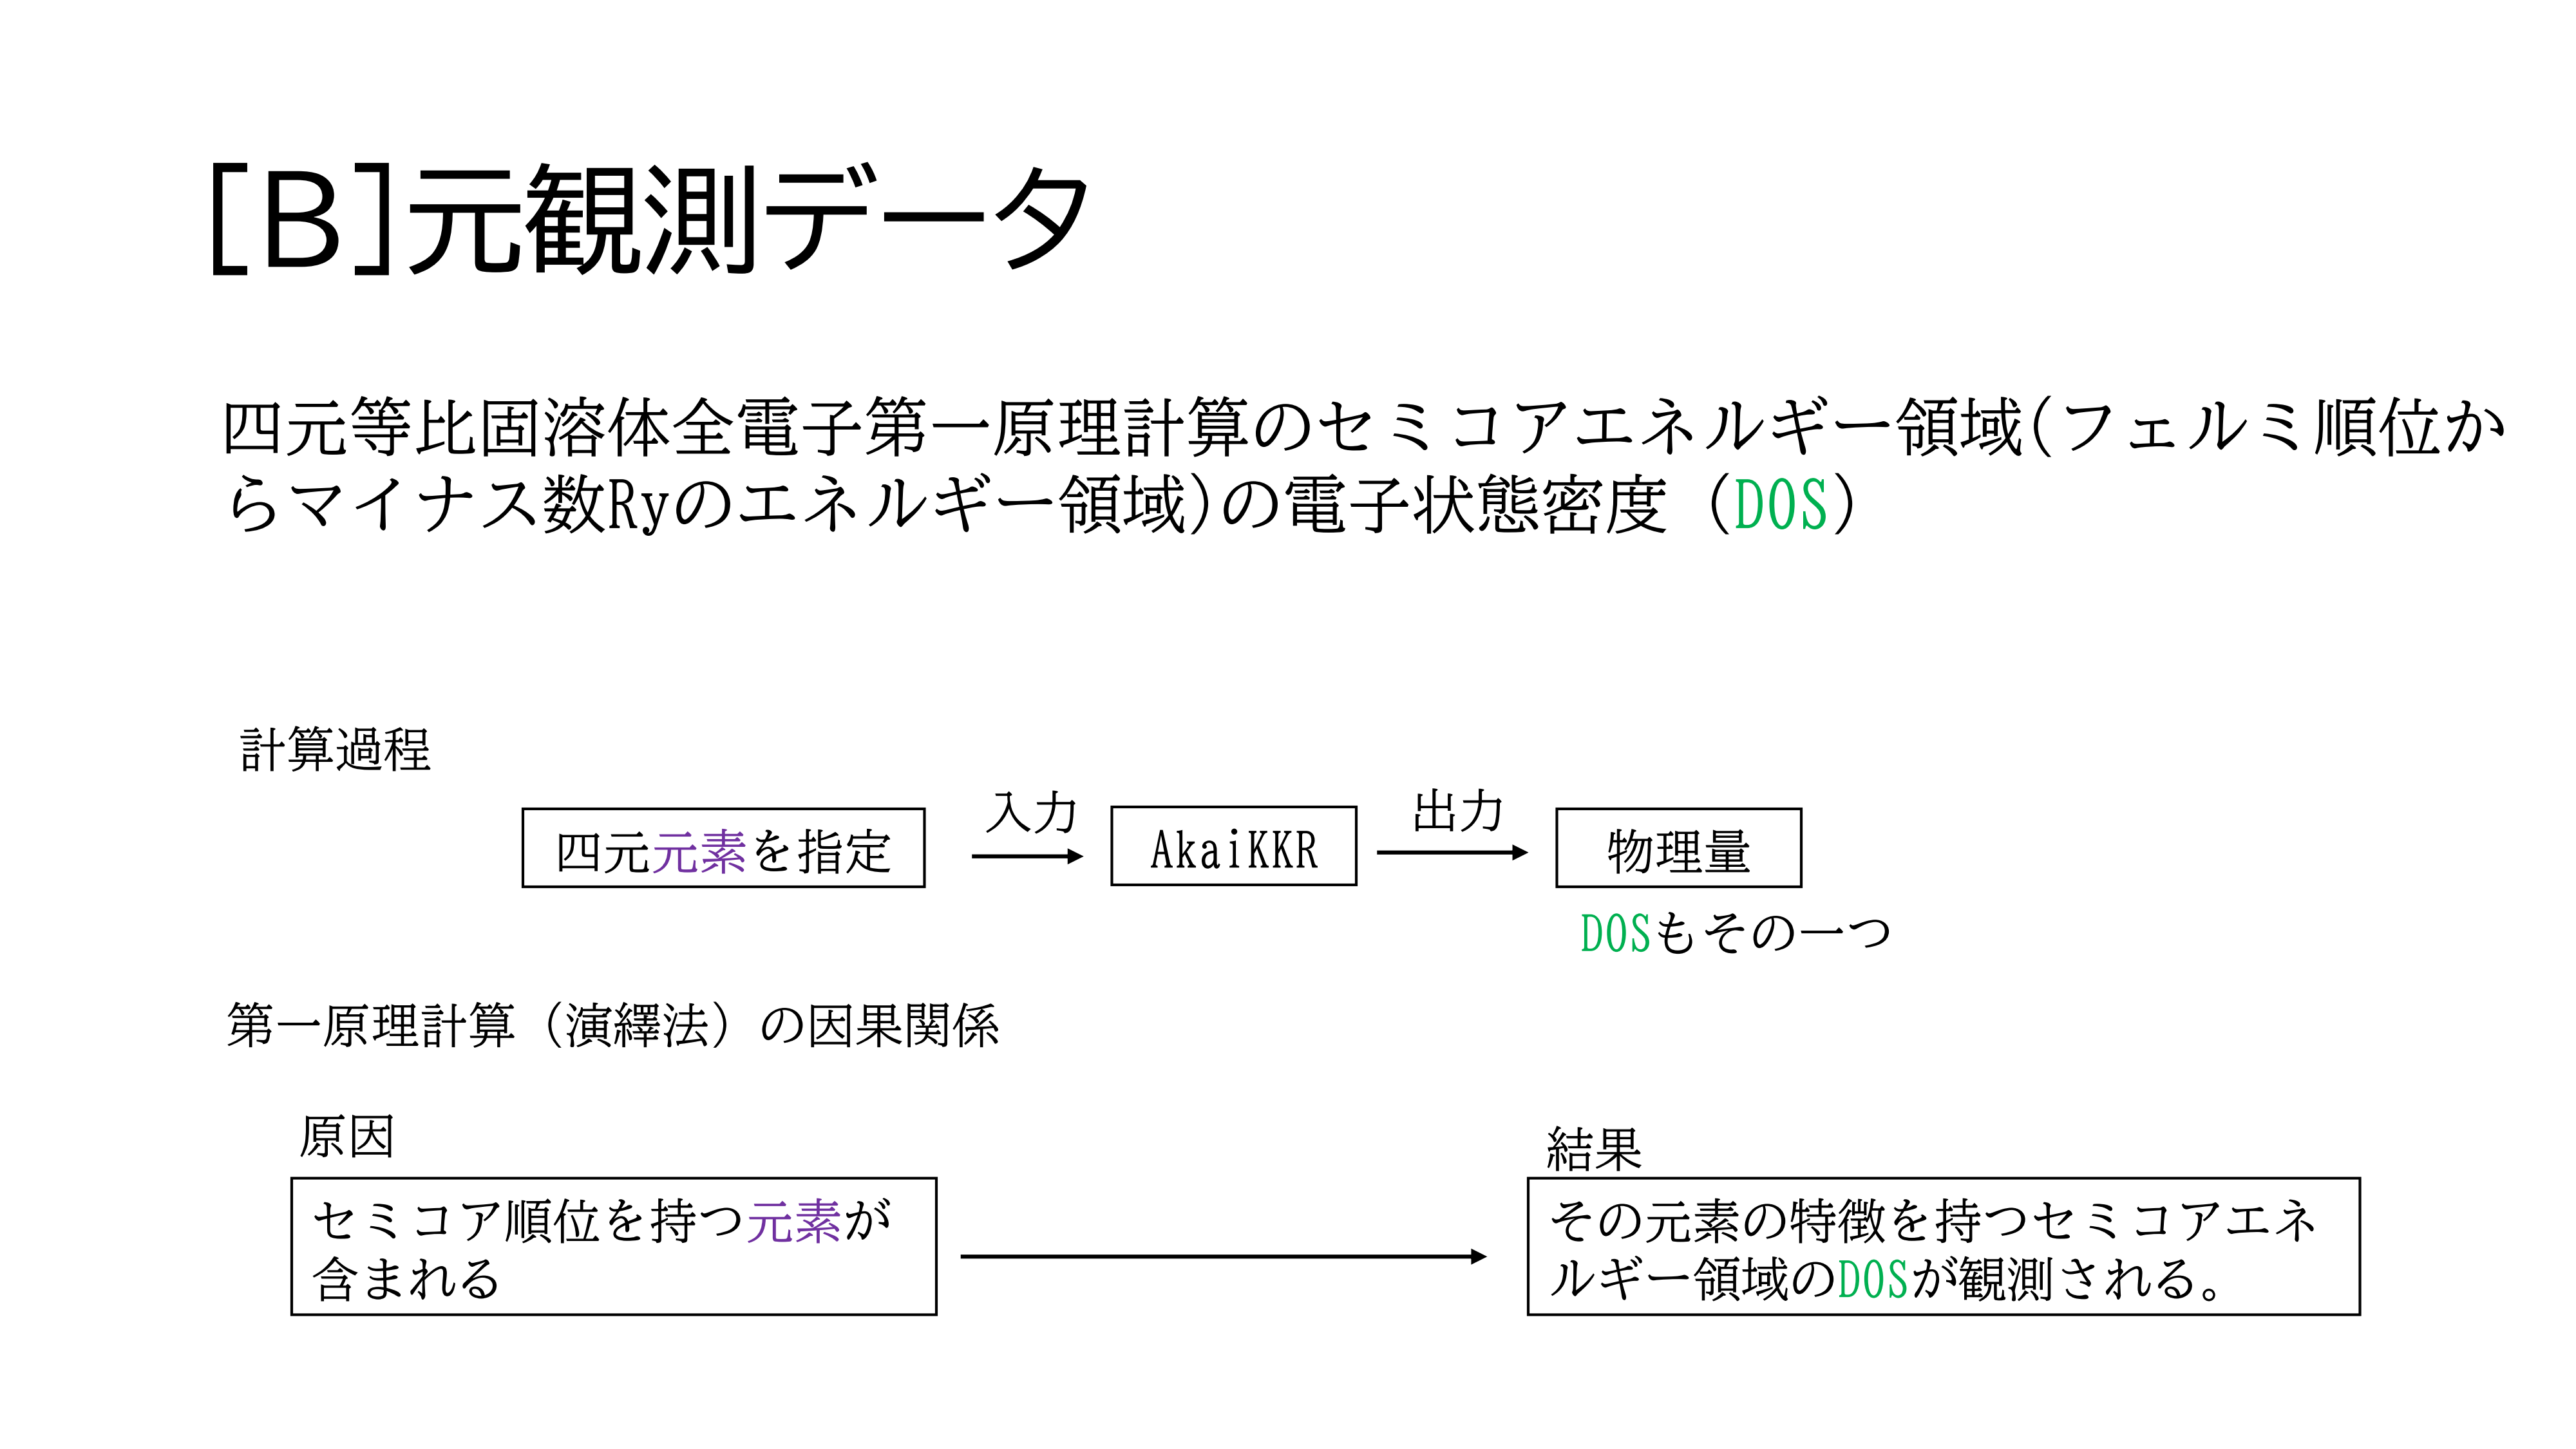 [B]元観測データ
四元等比固溶体全電子第一原理計算のセミコアエネルギー領域(フェルミ順位か
らマイナス数Ryのエネルギー領域)の電子状態密度（DOS）
計算過程
四元元素を指定
入力
AkaiKKR
出力
物理量
DOSもその一つ
第一原理計算（演繹法）の因果関係
原因
セミコア順位を持つ元素が
含まれる
結果
その元素の特徴を持つセミコアエネ
ルギー領域のDOSが観測される。